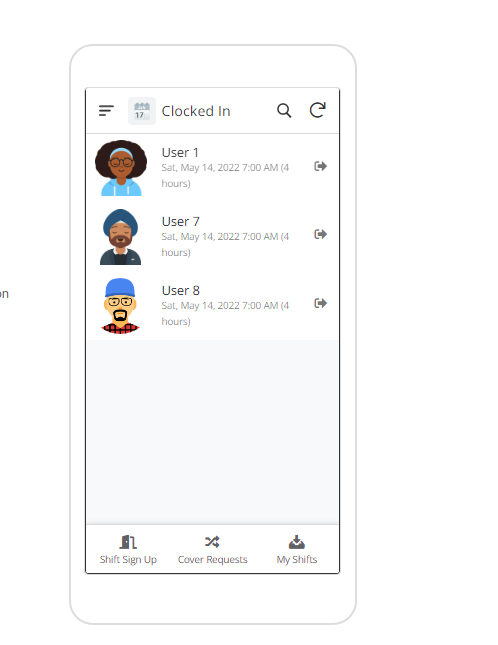 17
Clocked In
User 1
Sat, May 14, 2022 7:00 AM (4
hours)
User 7
Sat, May 14, 2022 7:00 AM (4
hours)
on
User 8
Sat, May 14, 2022 7:00 AM (4
hours)
Shift Sign Up
Cover Requests
My Shifts